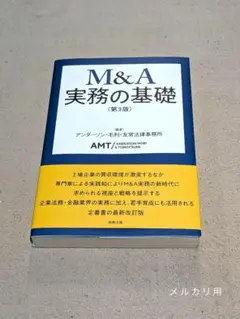 M&A
実務の基礎
〈第3版〉
アンダーソン・毛利・友常法律事務所
AMT/
ANDERSON MORI
& TOMOTSUNE
上場企業の買収環境が激変するなか
専門家による実践知によりM&A実務の新時代に
求められる視座と戦略を提示する
企業法務・金融業界の実務に加え、若手育成にも活用される
定番書の最新改訂版
メルカリ用